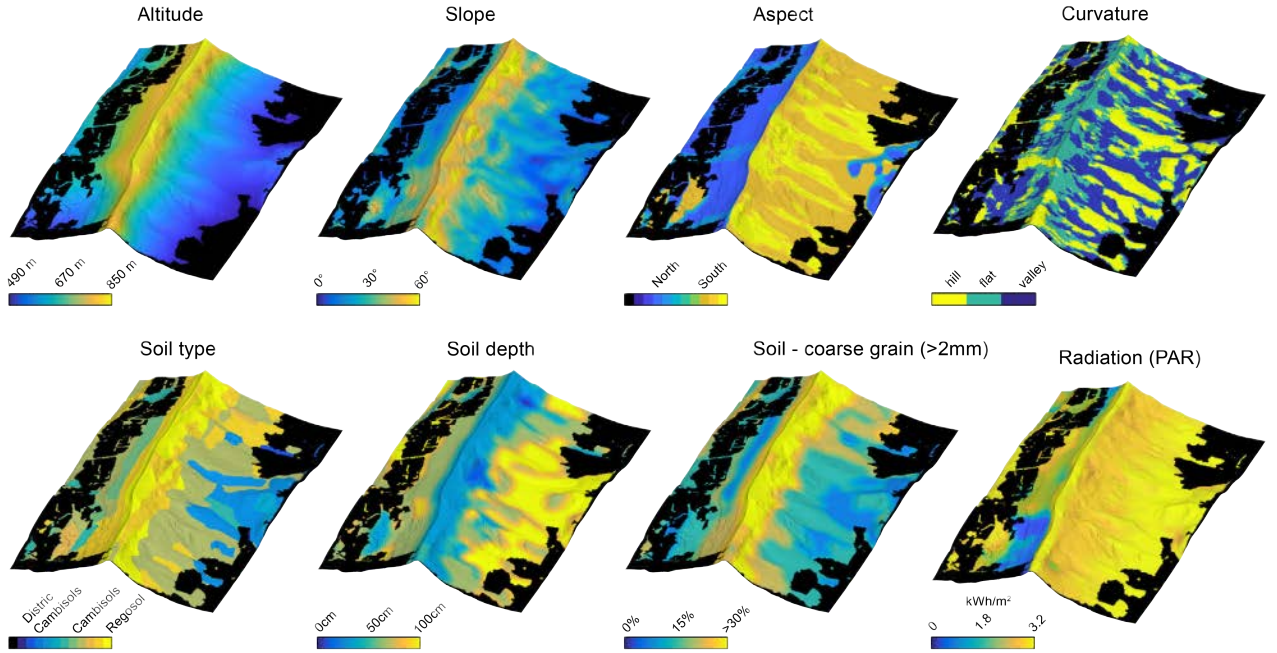 Altitude
Slope
Aspect
Curvature
490 m
670 m
850 m
0°
30°
60°
North
South
hill
flat
valley
Soil type
Soil depth
Soil - coarse grain (>2mm)
Radiation (PAR)
Distric
Cambisols
Cambisols
Regosol
0cm
50cm
100cm
0%
15%
>30%
kWh/m²
0
1.8
3.2